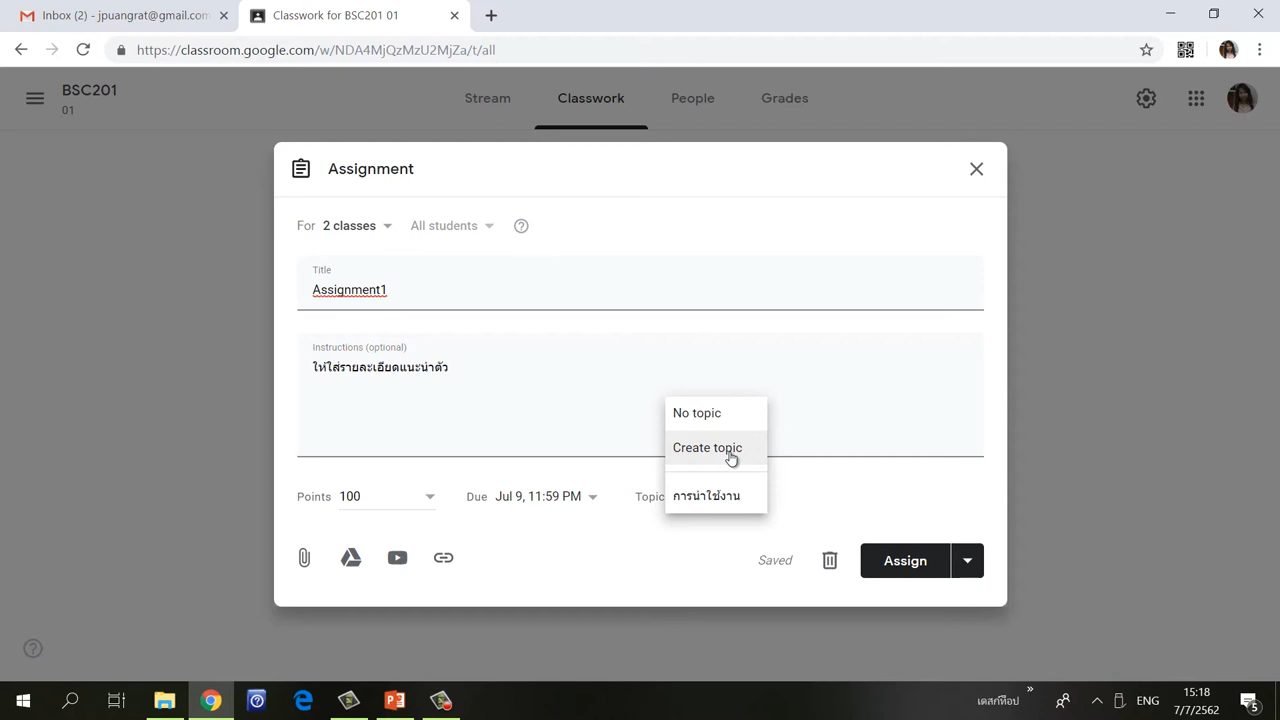 Inbox (2) - jpuangrat@gmail.com
Classwork for BSC201 01
https://classroom.google.com/w/NDA4MjQzMzU2MjZa/t/all
BSC201
01
Stream
Classwork
People
Grades
Assignment
For 2 classes All students
Title
Assignment1
Instructions (optional)
ให้ใส่รายละเอียดแนะนำตัว
No topic
Create topic
การนำใช้งาน
Points 100 Due Jul 9, 11:59 PM Topic
Saved
Assign
เดสก์ท็อป
ENG
15:18
7/7/2562
5